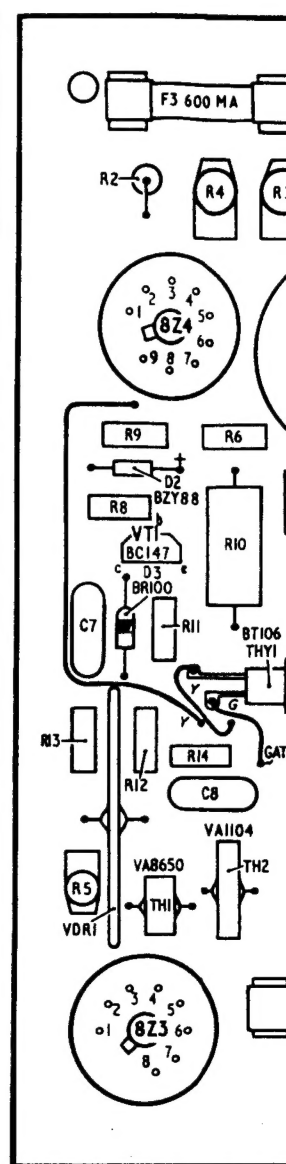 F3 600 MA
R2
R4
R
1 2 3 4 5 6 7 8 9
8Z4
R9
R6
D2
BZY88
+
R8
b
VT1
BC147
c
e
D3
BR100
R10
C7
R11
BT106
THY1
Y
G
Y
GAT
R13
R12
R14
C8
VA1104
VA8650
TH2
R5
TH1
VDR1
1 2 3 4 5 6 7 8
8Z3